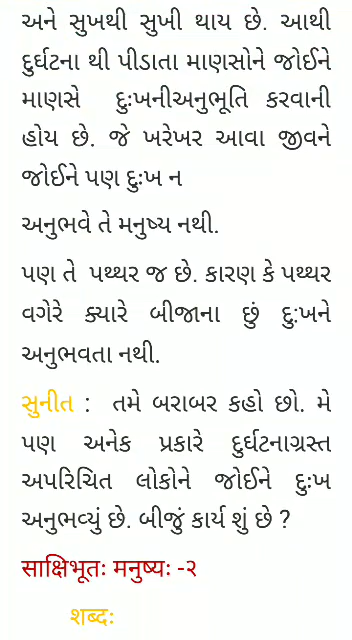 અને સુખથી સુખી થાય છે. આથી
દુર્ઘટના થી પીડાતા માણસોને જોઈને
માણસે દુઃખનીઅનુભૂતિ કરવાની
હોય છે. જે ખરેખર આવા જીવને
જોઈને પણ દુઃખ ન
અનુભવે તે મનુષ્ય નથી.
પણ તે પથ્થર જ છે. કારણ કે પથ્થર
વગેરે ક્યારે બીજાના છું દુ:ખને
અનુભવતા નથી.
સુનીત : તમે બરાબર કહો છો. મે
પણ અનેક પ્રકારે દુર્ઘટનાગ્રસ્ત
અપરિચિત લોકોને જોઈને દુઃખ
અનુભવ્યું છે. બીજું કાર્ય શું છે ?
સાક્ષિભૂતઃ મનુષ્યઃ -૨
શબ્દઃ